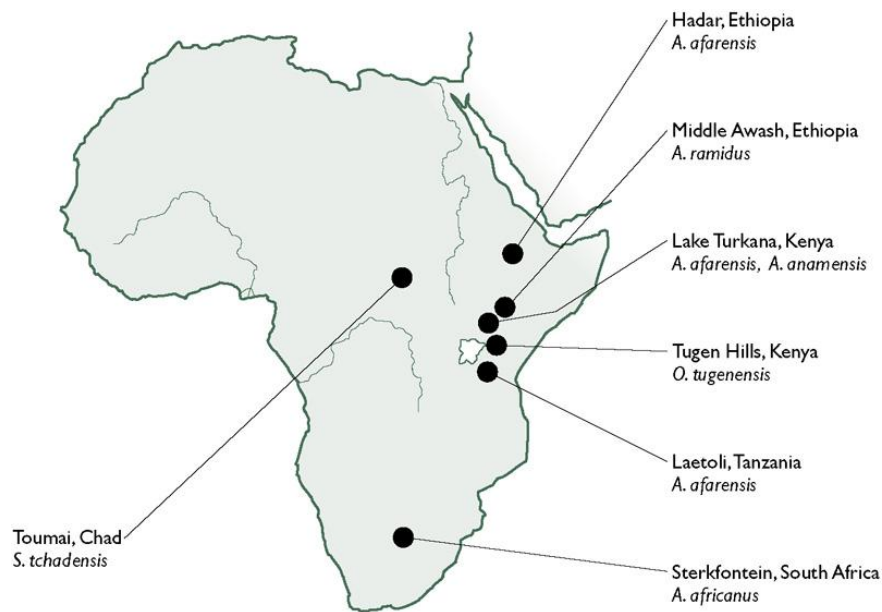 Hadar, Ethiopia
A. afarensis
Middle Awash, Ethiopia
A. ramidus
Lake Turkana, Kenya
A. afarensis, A. anamensis
Tugen Hills, Kenya
O. tugenensis
Laetoli, Tanzania
A. afarensis
Toumai, Chad
S. tchadensis
Sterkfontein, South Africa
A. africanus